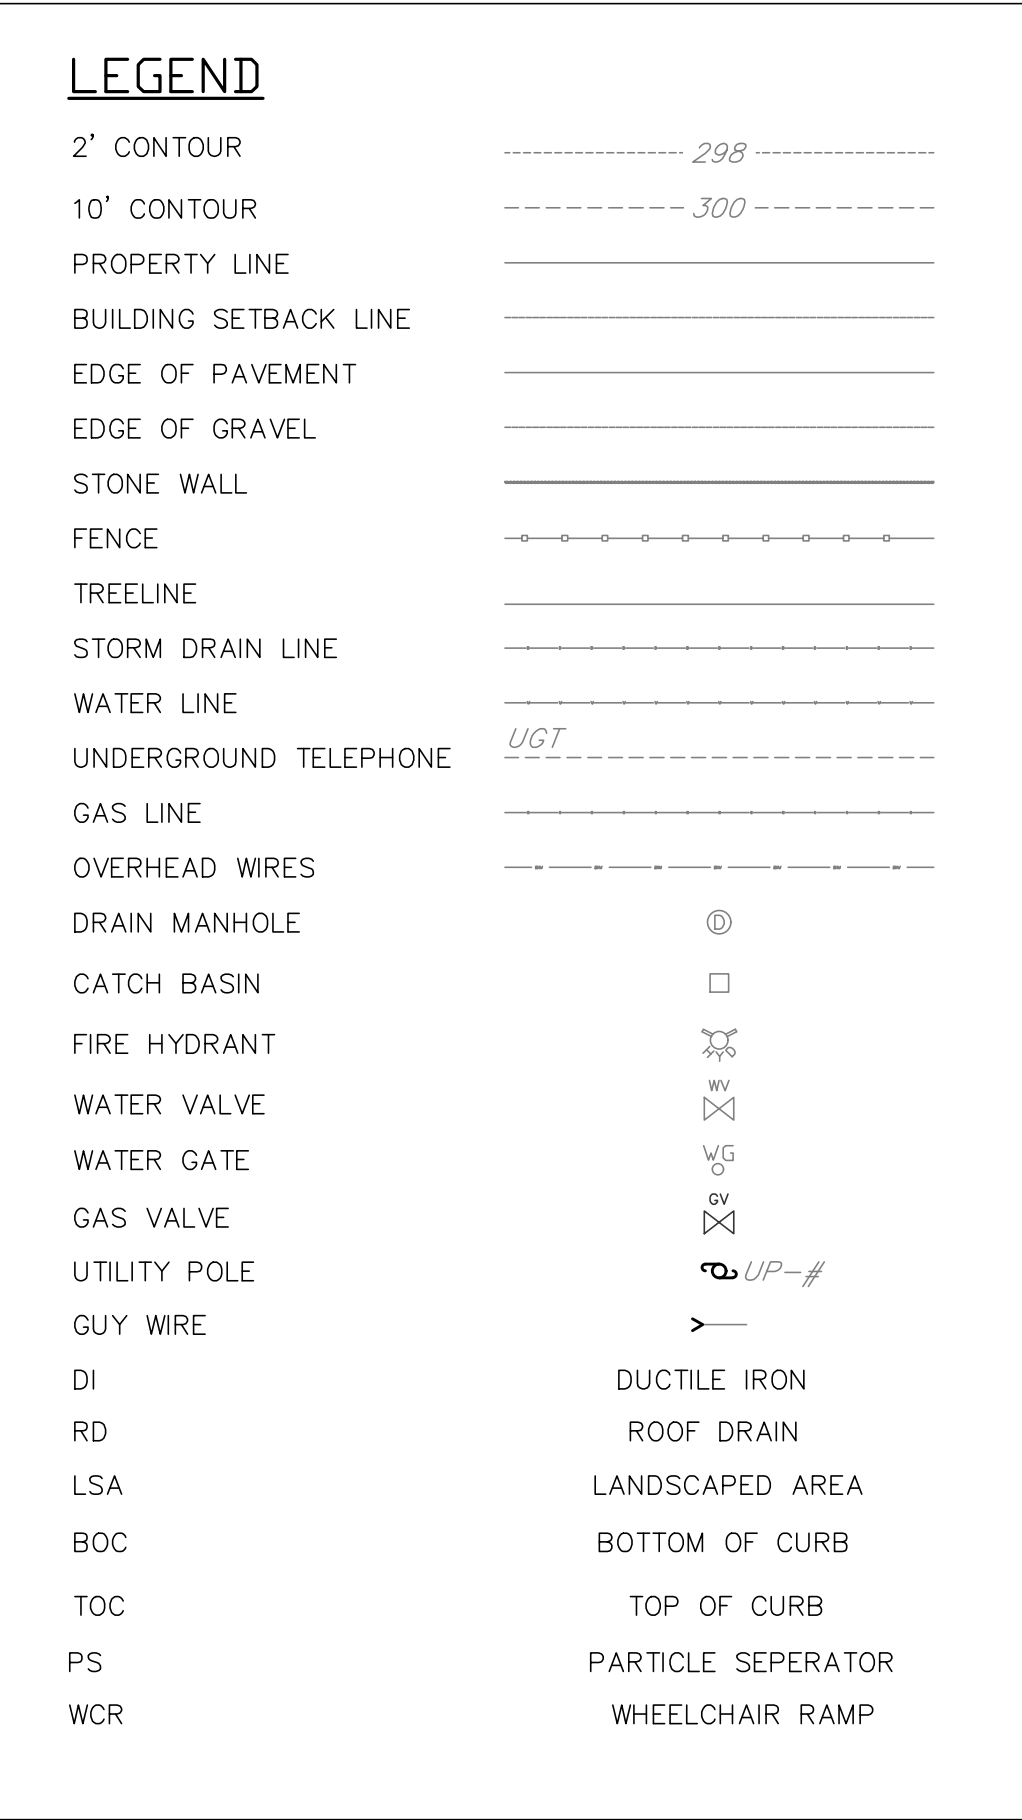 LEGEND
2' CONTOUR 298
10' CONTOUR 300
PROPERTY LINE
BUILDING SETBACK LINE
EDGE OF PAVEMENT
EDGE OF GRAVEL
STONE WALL
FENCE
TREELINE
STORM DRAIN LINE
WATER LINE
UGT
UNDERGROUND TELEPHONE
GAS LINE
OVERHEAD WIRES
DRAIN MANHOLE D
CATCH BASIN
FIRE HYDRANT HYD
WV
WATER VALVE
WATER GATE WG
GV
GAS VALVE
UTILITY POLE UP-#
GUY WIRE
DI DUCTILE IRON
RD ROOF DRAIN
LSA LANDSCAPED AREA
BOC BOTTOM OF CURB
TOC TOP OF CURB
PS PARTICLE SEPERATOR
WCR WHEELCHAIR RAMP